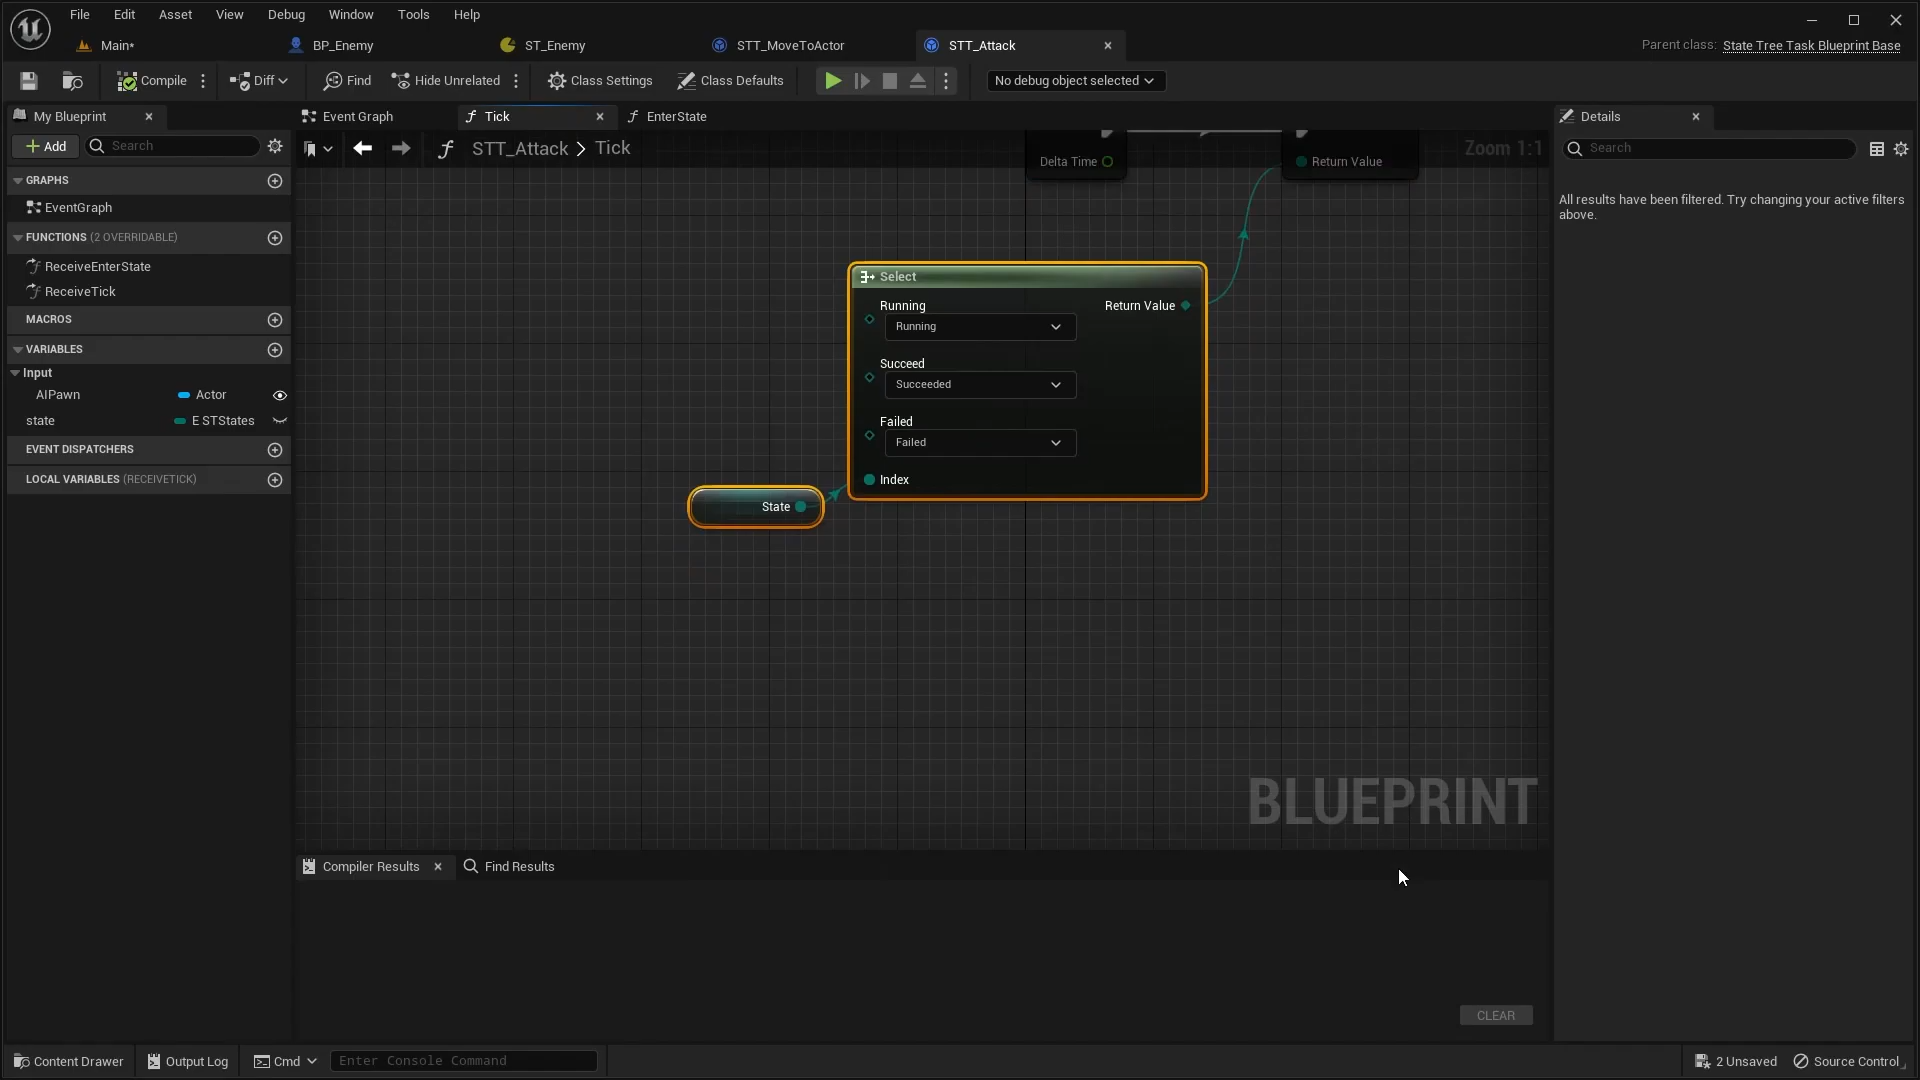 File Edit Asset View Debug Window Tools Help
Main* BP_Enemy ST_Enemy STT_MoveToActor STT_Attack Parent class: State Tree Task Blueprint Base
Compile Diff Find Hide Unrelated Class Settings Class Defaults No debug object selected
My Blueprint Event Graph Tick EnterState Details
Add Search STT_Attack > Tick Zoom 1:1 Search
Delta Time Return Value
GRAPHS
EventGraph
FUNCTIONS (2 OVERRIDABLE)
ReceiveEnterState
ReceiveTick
MACROS
VARIABLES
Input
AIPawn Actor
state E STStates
EVENT DISPATCHERS
LOCAL VARIABLES (RECEIVETICK)
Select
Running Return Value
Running
Succeed
Succeeded
Failed
Failed
Index
State
BLUEPRINT
All results have been filtered. Try changing your active filters
above.
Compiler Results Find Results
CLEAR
Content Drawer Output Log Cmd Enter Console Command 2 Unsaved Source Control